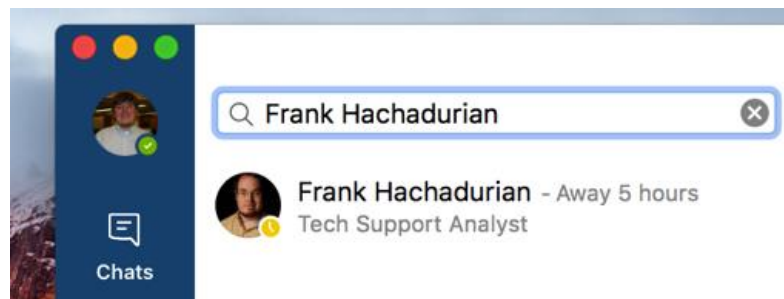 Frank Hachadurian
Frank Hachadurian - Away 5 hours
Tech Support Analyst
Chats